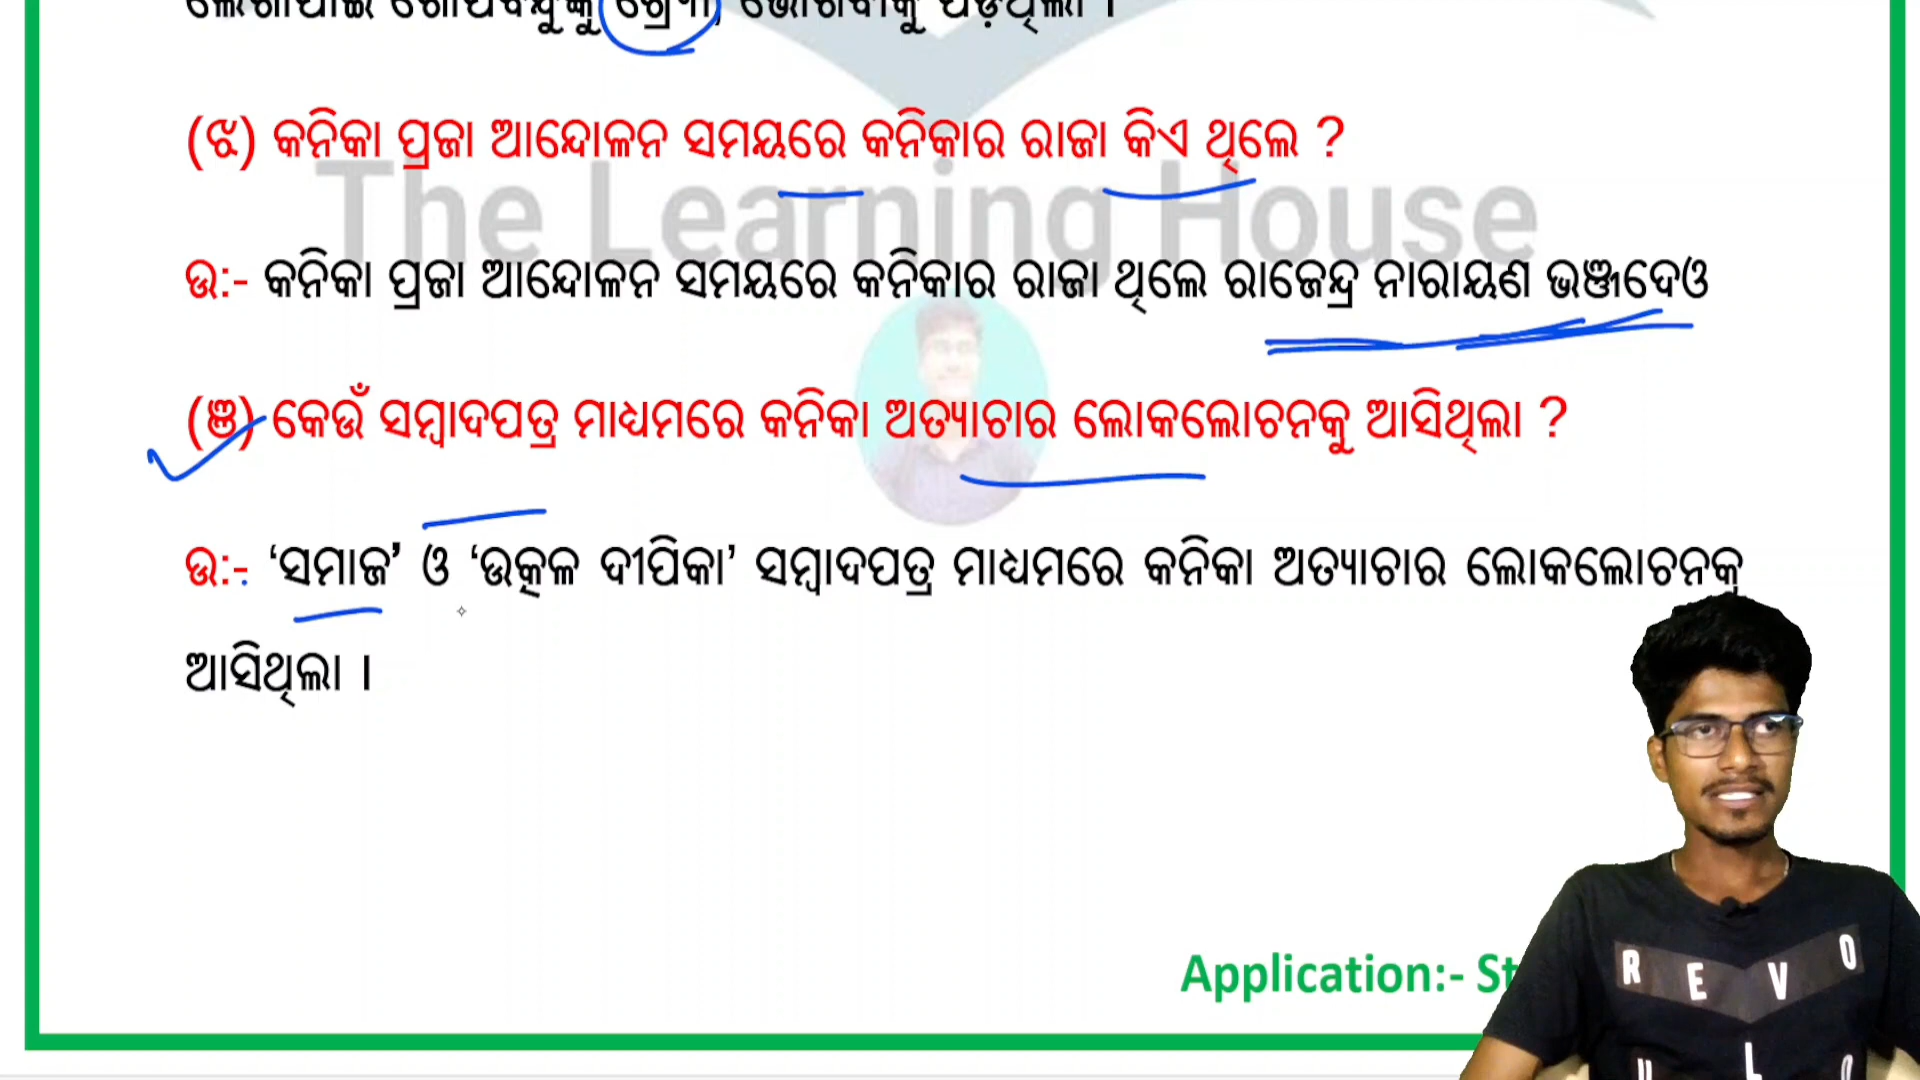 (ଝ) କନିକା ପ୍ରଜା ଆନ୍ଦୋଳନ ସମୟରେ କନିକାର ରାଜା କିଏ ଥିଲେ ?
The Learning House
ଉ:- କନିକା ପ୍ରଜା ଆନ୍ଦୋଳନ ସମୟରେ କନିକାର ରାଜା ଥିଲେ ରାଜେନ୍ଦ୍ର ନାରାୟଣ ଭଞ୍ଜଦେଓ
(ଞ) କେଉଁ ସମ୍ବାଦପତ୍ର ମାଧ୍ୟମରେ କନିକା ଅତ୍ୟାଚାର ଲୋକଲୋଚନକୁ ଆସିଥିଲା ?
ଉ:- ‘ସମାଜ’ ଓ ‘ଉତ୍କଳ ଦୀପିକା’ ସମ୍ବାଦପତ୍ର ମାଧ୍ୟମରେ କନିକା ଅତ୍ୟାଚାର ଲୋକଲୋଚନକୁ
ଆସିଥିଲା ।
Application:- St
REVO